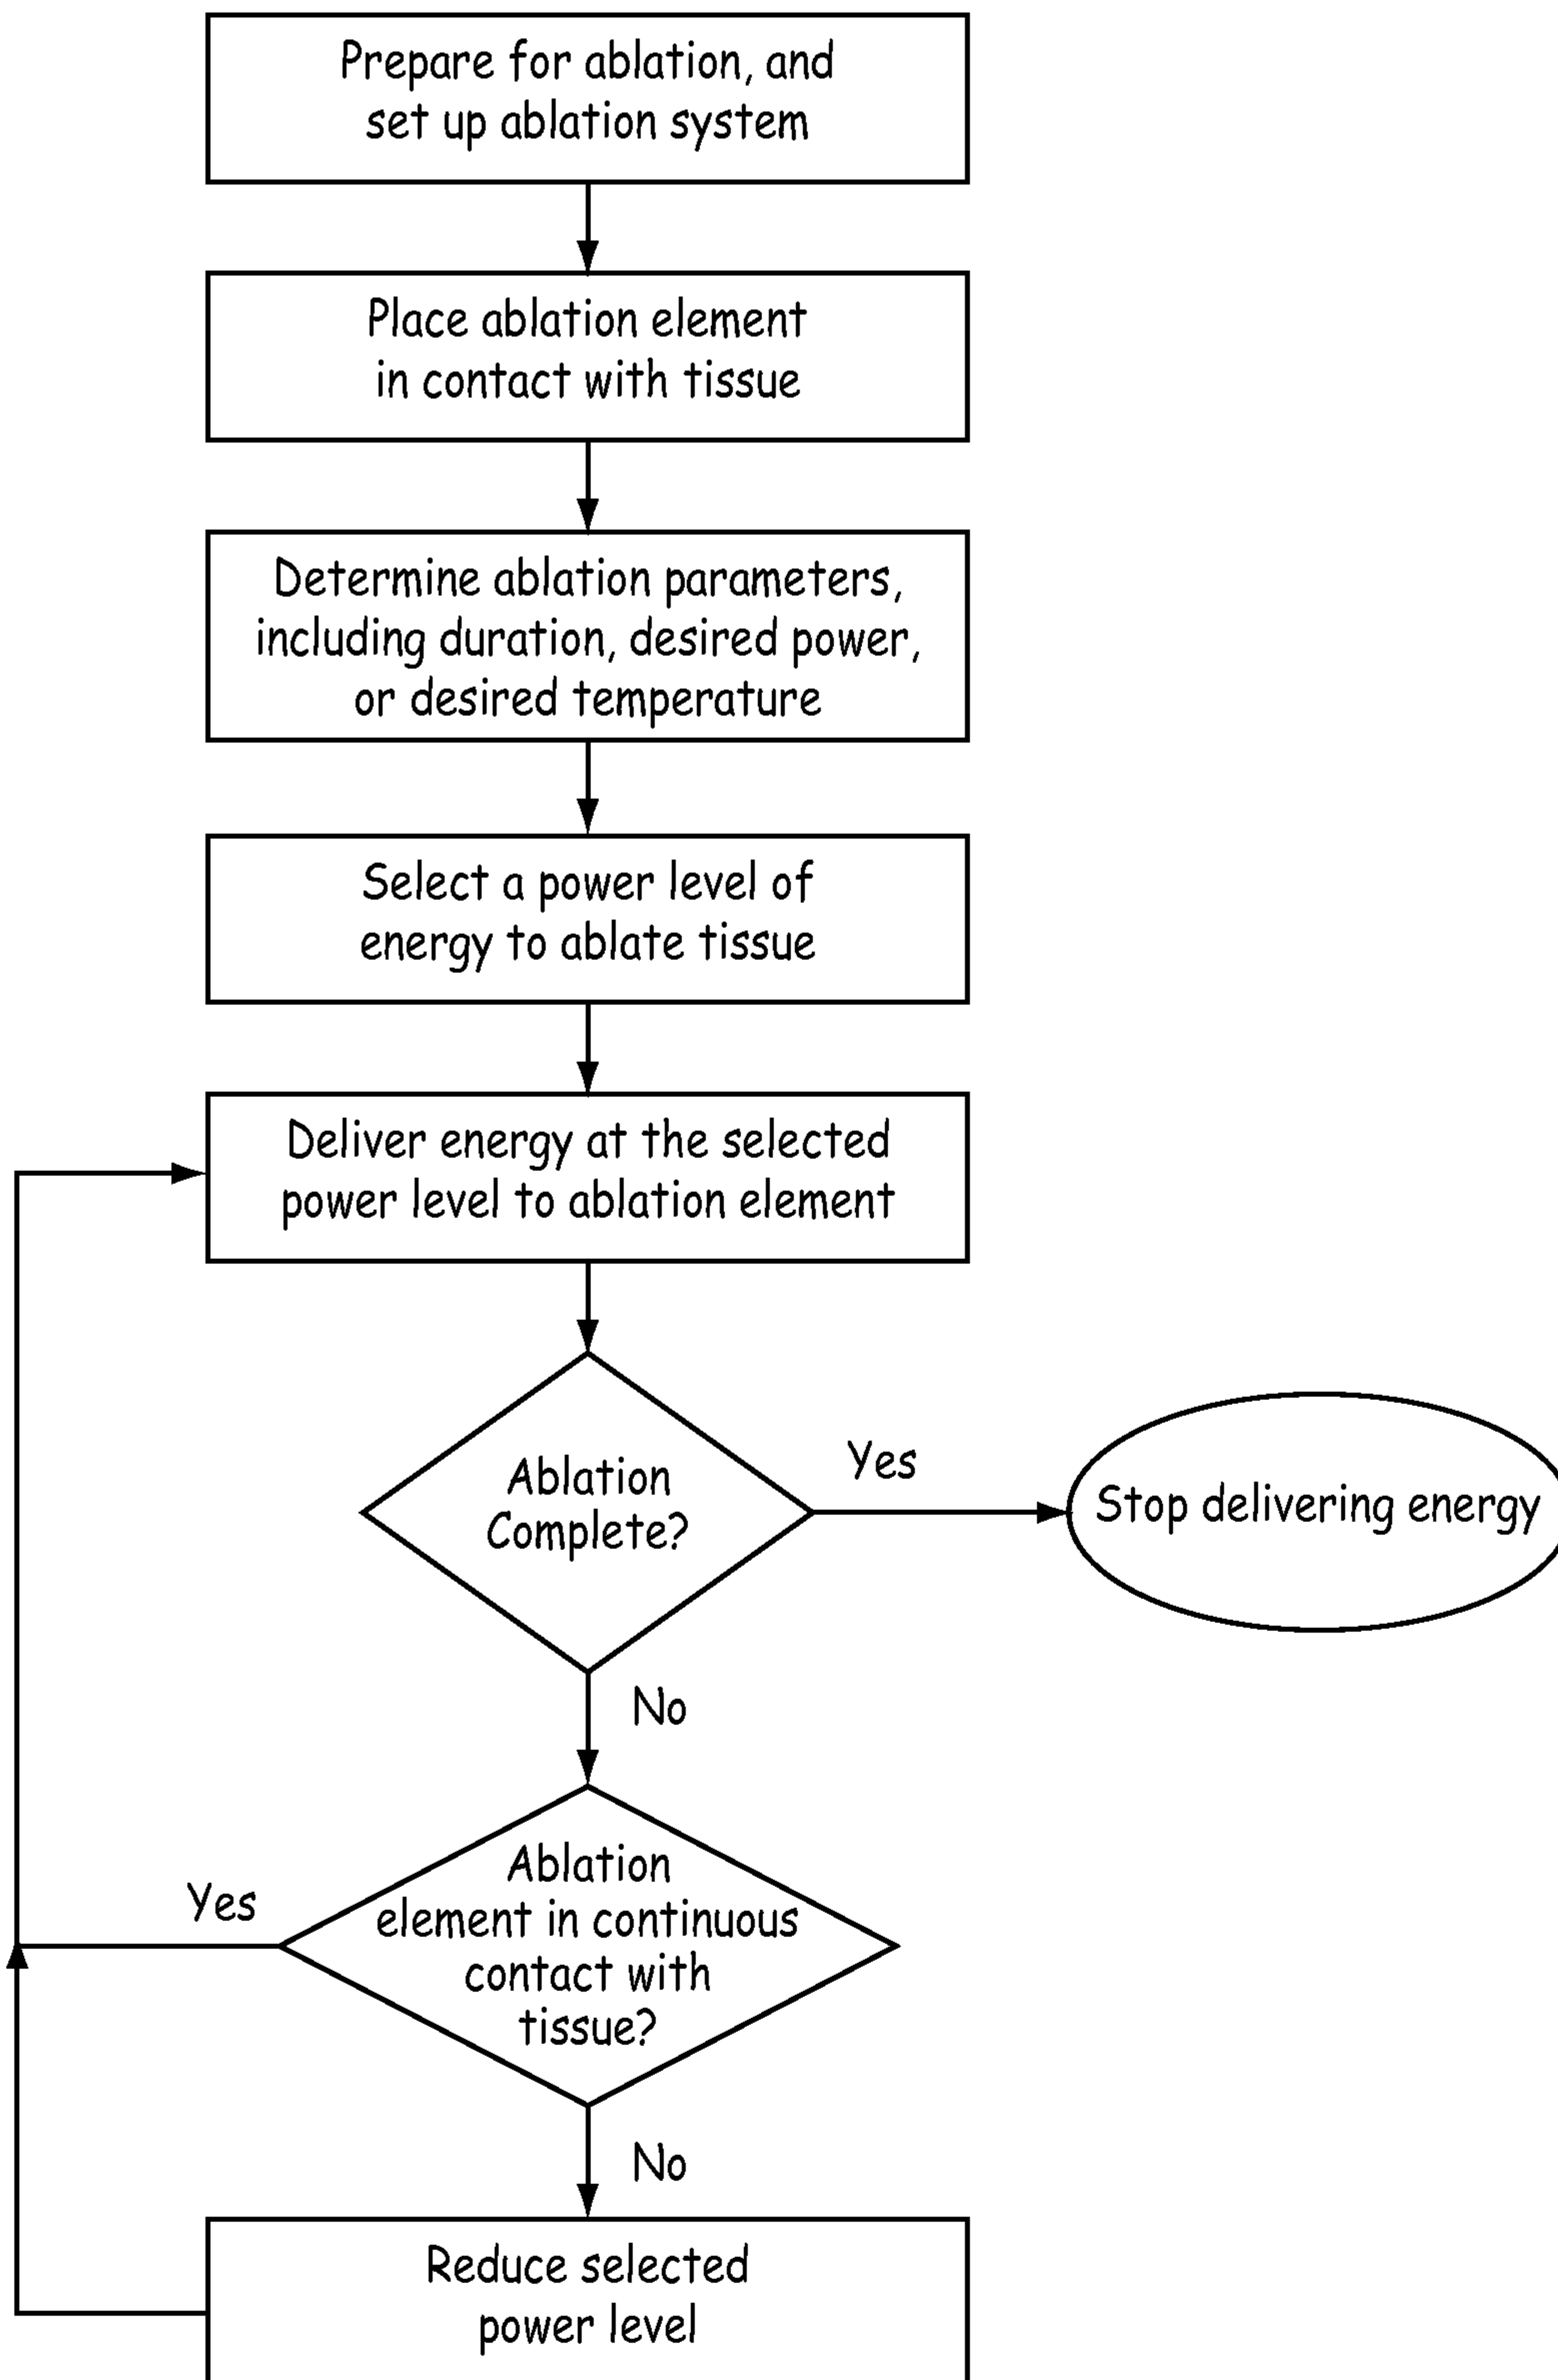 Prepare for ablation, and
set up ablation system
Place ablation element
in contact with tissue
Determine ablation parameters,
including duration, desired power,
or desired temperature
Select a power level of
energy to ablate tissue
Deliver energy at the selected
power level to ablation element
Ablation
Complete?
Yes
Stop delivering energy
No
Ablation
element in continuous
contact with
tissue?
Yes
No
Reduce selected
power level